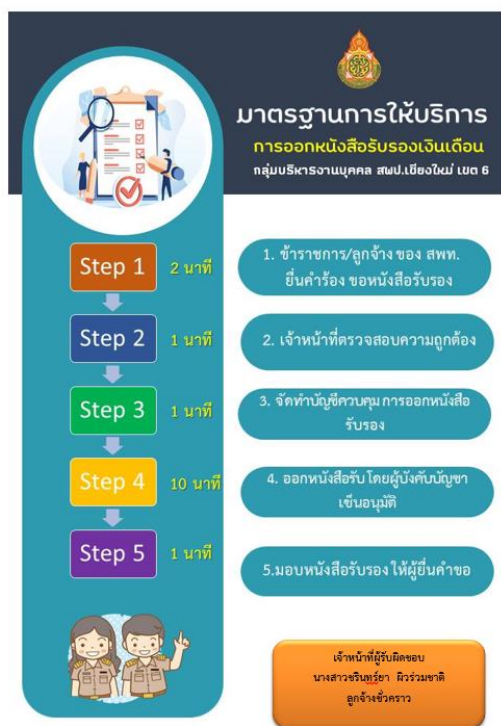 มาตรฐานการให้บริการ
การออกหนังสือรับรองเงินเดือน
กลุ่มบริหารงานบุคคล สพป.เชียงใหม่ เขต 6
Step 1
2 นาที
1. ข้าราชการ/ลูกจ้าง ของ สพท.
ยื่นคำร้อง ขอหนังสือรับรอง
Step 2
1 นาที
2. เจ้าหน้าที่ตรวจสอบความถูกต้อง
Step 3
1 นาที
3. จัดทำบัญชีควบคุม การออกหนังสือ
รับรอง
Step 4
10 นาที
4. ออกหนังสือรับ โดยผู้บังคับบัญชา
เซ็นอนุมัติ
Step 5
1 นาที
5.มอบหนังสือรับรอง ให้ผู้ยื่นคำขอ
เจ้าหน้าที่ผู้รับผิดชอบ
นางสาวชรินทร์ยา ผิวร่วมชาติ
ลูกจ้างชั่วคราว